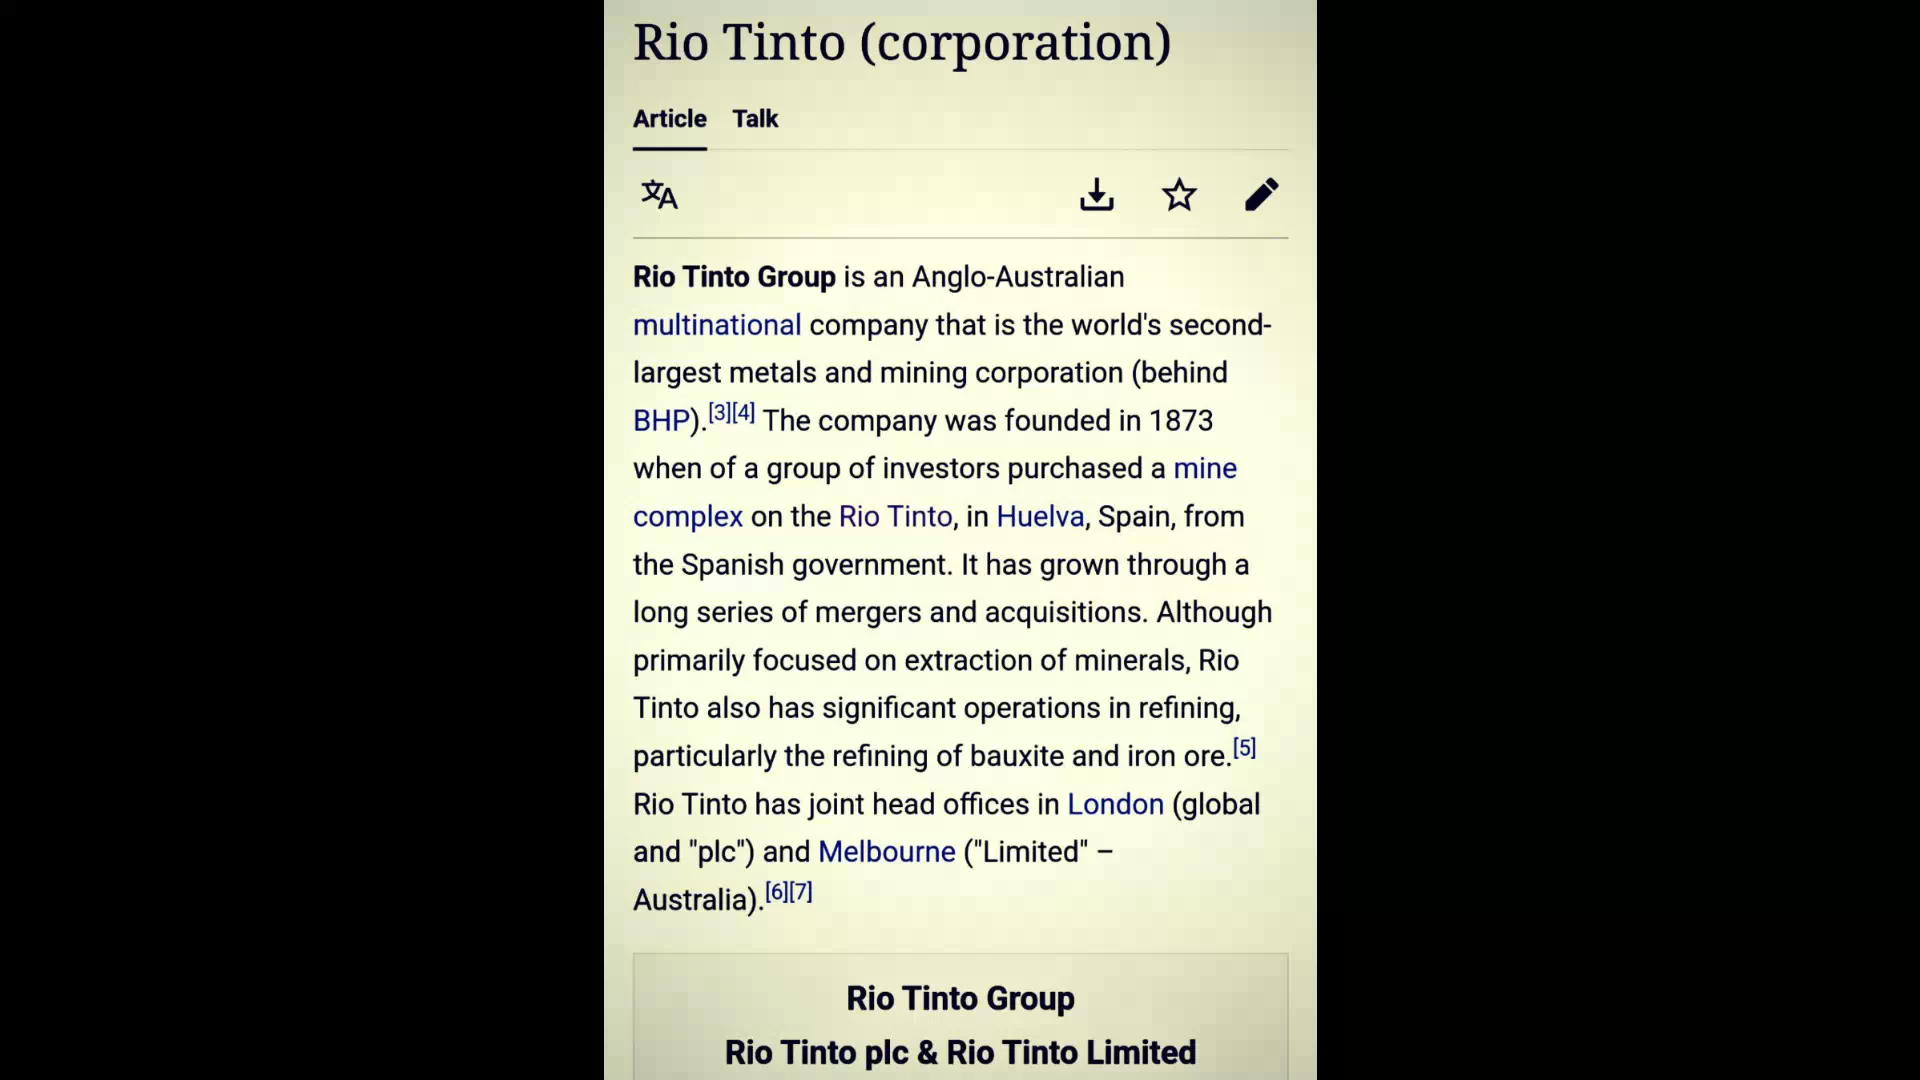 Rio Tinto (corporation)
Article Talk
Rio Tinto Group is an Anglo-Australian
multinational company that is the world's second-
largest metals and mining corporation (behind
BHP).[3][4] The company was founded in 1873
when of a group of investors purchased a mine
complex on the Rio Tinto, in Huelva, Spain, from
the Spanish government. It has grown through a
long series of mergers and acquisitions. Although
primarily focused on extraction of minerals, Rio
Tinto also has significant operations in refining,
particularly the refining of bauxite and iron ore.[5]
Rio Tinto has joint head offices in London (global
and "plc") and Melbourne ("Limited" –
Australia).[6][7]
Rio Tinto Group
Rio Tinto plc & Rio Tinto Limited